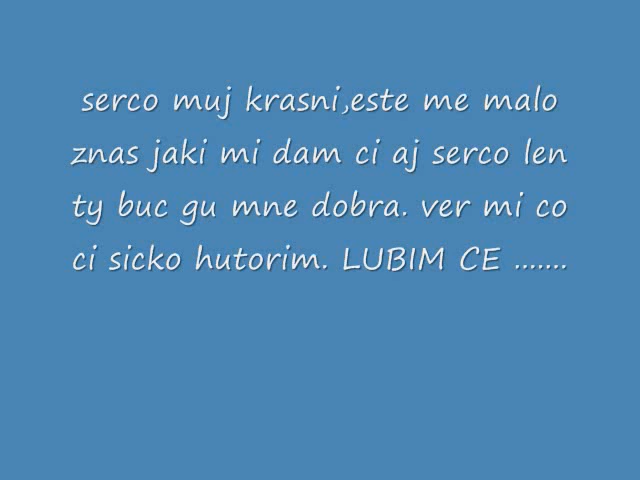 serco muj krasni,este me malo
znas jaki mi dam ci aj serco len
ty buc gu mne dobra. ver mi co
ci sicko hutorim. LUBIM CE .......